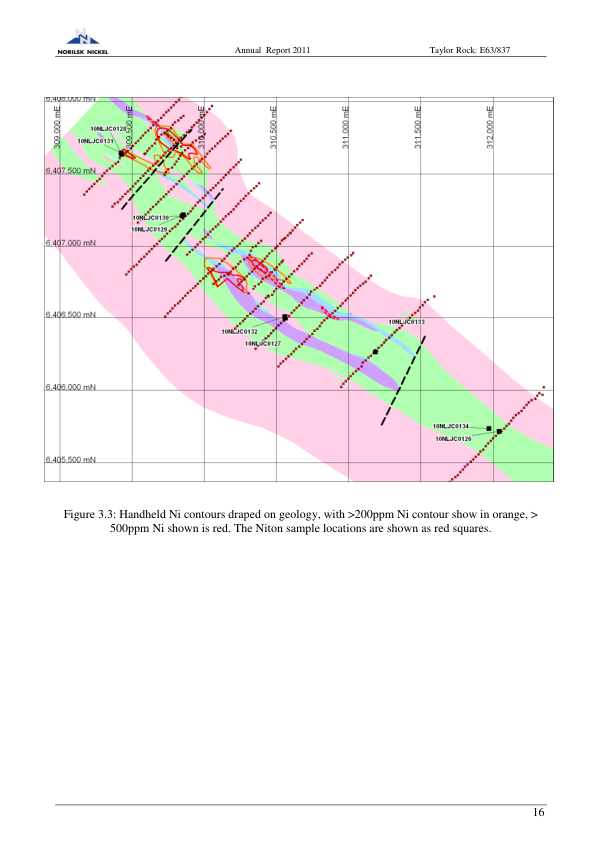 NORILSK NICKEL
Annual Report 2011
Taylor Rock: E63/837
6,408,000 mN
309,000 mE
309,500 mE
310,000 mE
310,500 mE
311,000 mE
311,500 mE
312,000 mE
10NLJC0128
10NLJC0131
6,407,500 mN
10NLJC0130
10NLJC0129
6,407,000 mN
6,406,500 mN
10NLJC0133
10NLJC0132
10NLJC0127
6,406,000 mN
10NLJC0134
10NLJC0126
6,405,500 mN
Figure 3.3: Handheld Ni contours draped on geology, with >200ppm Ni contour show in orange, >
500ppm Ni shown is red. The Niton sample locations are shown as red squares.
16